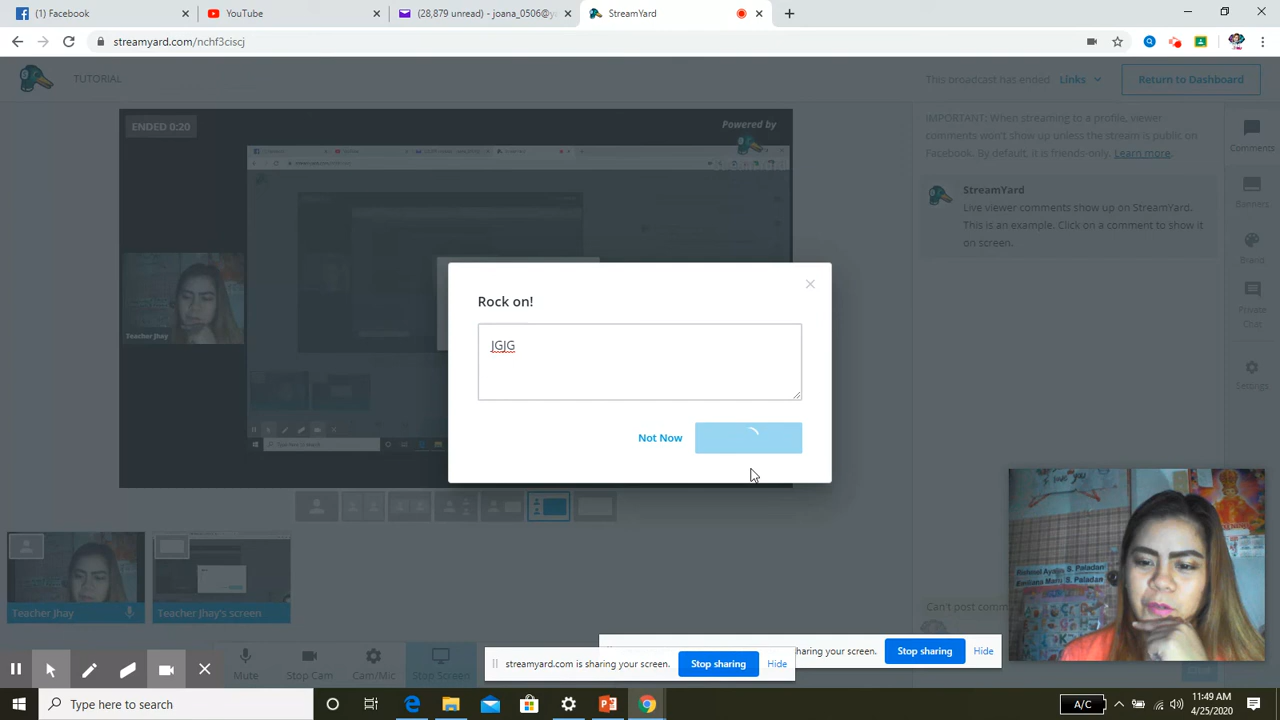 Facebook
YouTube
(28,879 unread) - joana_0506@y
StreamYard
streamyard.com/nchf3ciscj
TUTORIAL
This broadcast has ended
Links
Return to Dashboard
ENDED 0:20
Powered by
IMPORTANT: When streaming to a profile, viewer
comments won't show up unless the stream is public on
Facebook. By default, it is friends-only. Learn more.
Comments
StreamYard
Live viewer comments show up on StreamYard.
This is an example. Click on a comment to show it
on screen.
Banners
Brand
Private
Chat
Settings
Rock on!
JGJG
Not Now
Teacher Jhay
Teacher Jhay
Teacher Jhay's screen
Can't post comm
Mute
Stop Cam
Cam/Mic
Stop Screen
streamyard.com is sharing your screen.
Stop sharing
Hide
sharing your screen.
Stop sharing
Hide
Type here to search
A/C
11:49 AM
4/25/2020